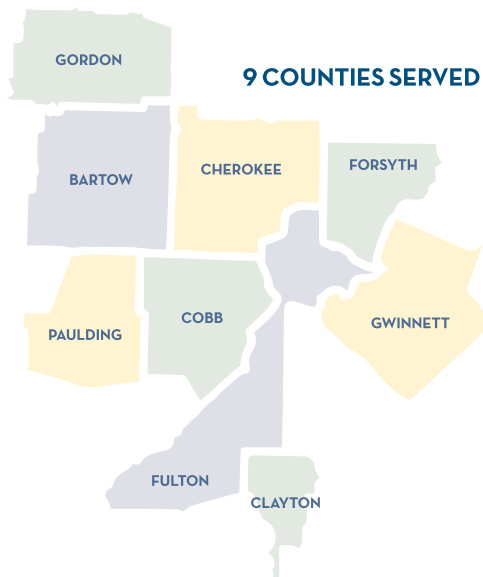 GORDON
9 COUNTIES SERVED
BARTOW
CHEROKEE
FORSYTH
PAULDING
COBB
GWINNETT
FULTON
CLAYTON